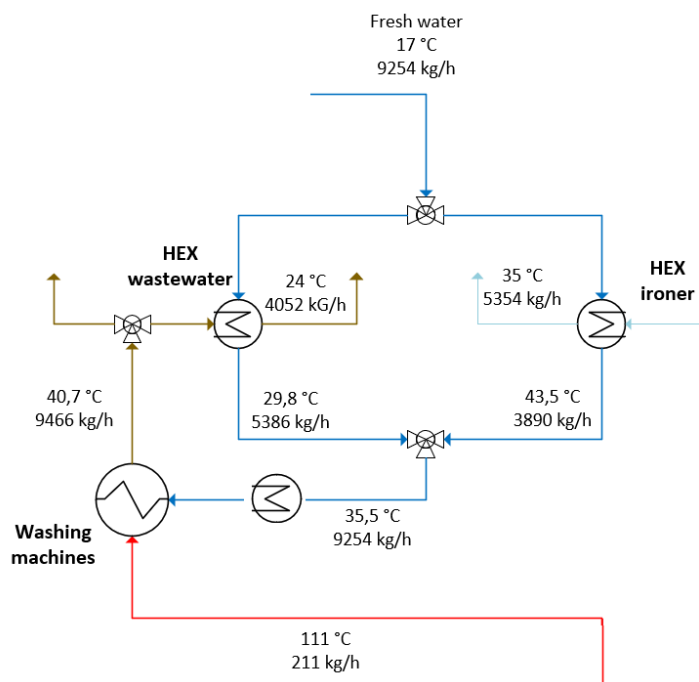 Fresh water
17 °C
9254 kg/h
HEX
wastewater
24 °C
4052 kG/h
35 °C
5354 kg/h
HEX
ironer
40,7 °C
9466 kg/h
29,8 °C
5386 kg/h
43,5 °C
3890 kg/h
Washing
machines
35,5 °C
9254 kg/h
111 °C
211 kg/h